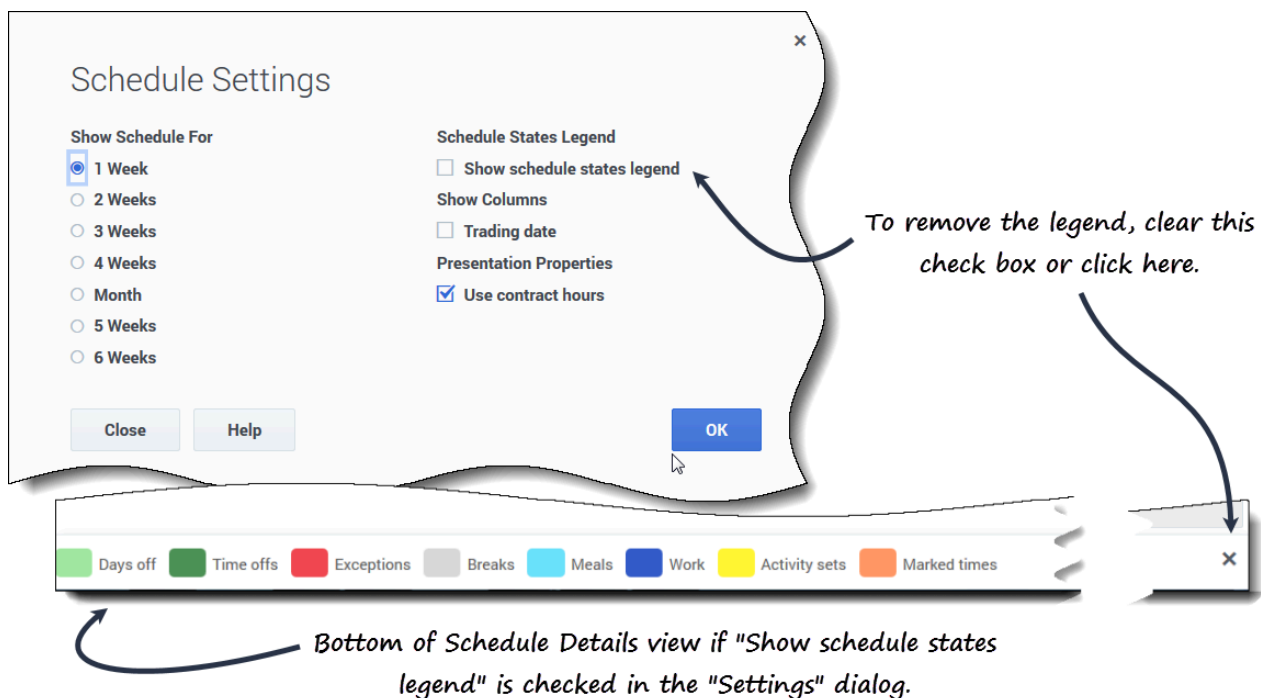 ×
Schedule Settings
Show Schedule For
1 Week
2 Weeks
3 Weeks
4 Weeks
Month
5 Weeks
6 Weeks
Schedule States Legend
Show schedule states legend
Show Columns
Trading date
Presentation Properties
Use contract hours
Close Help OK
To remove the legend, clear this
check box or click here.
Days off Time offs Exceptions Breaks Meals Work Activity sets Marked times ×
Bottom of Schedule Details view if "Show schedule states
legend" is checked in the "Settings" dialog.